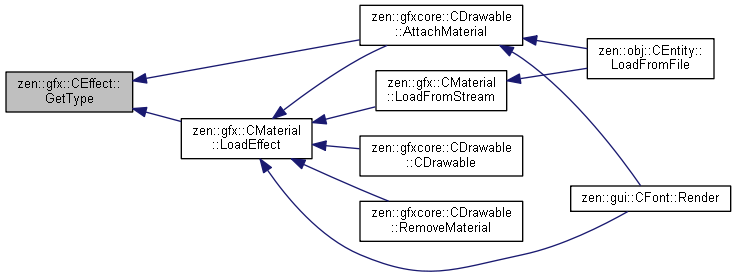 zen::gfx::CEffect::
GetType
zen::gfxcore::CDrawable
::AttachMaterial
zen::gfx::CMaterial
::LoadEffect
zen::gfx::CMaterial
::LoadFromStream
zen::gfxcore::CDrawable
::CDrawable
zen::gfxcore::CDrawable
::RemoveMaterial
zen::obj::CEntity::
LoadFromFile
zen::gui::CFont::Render